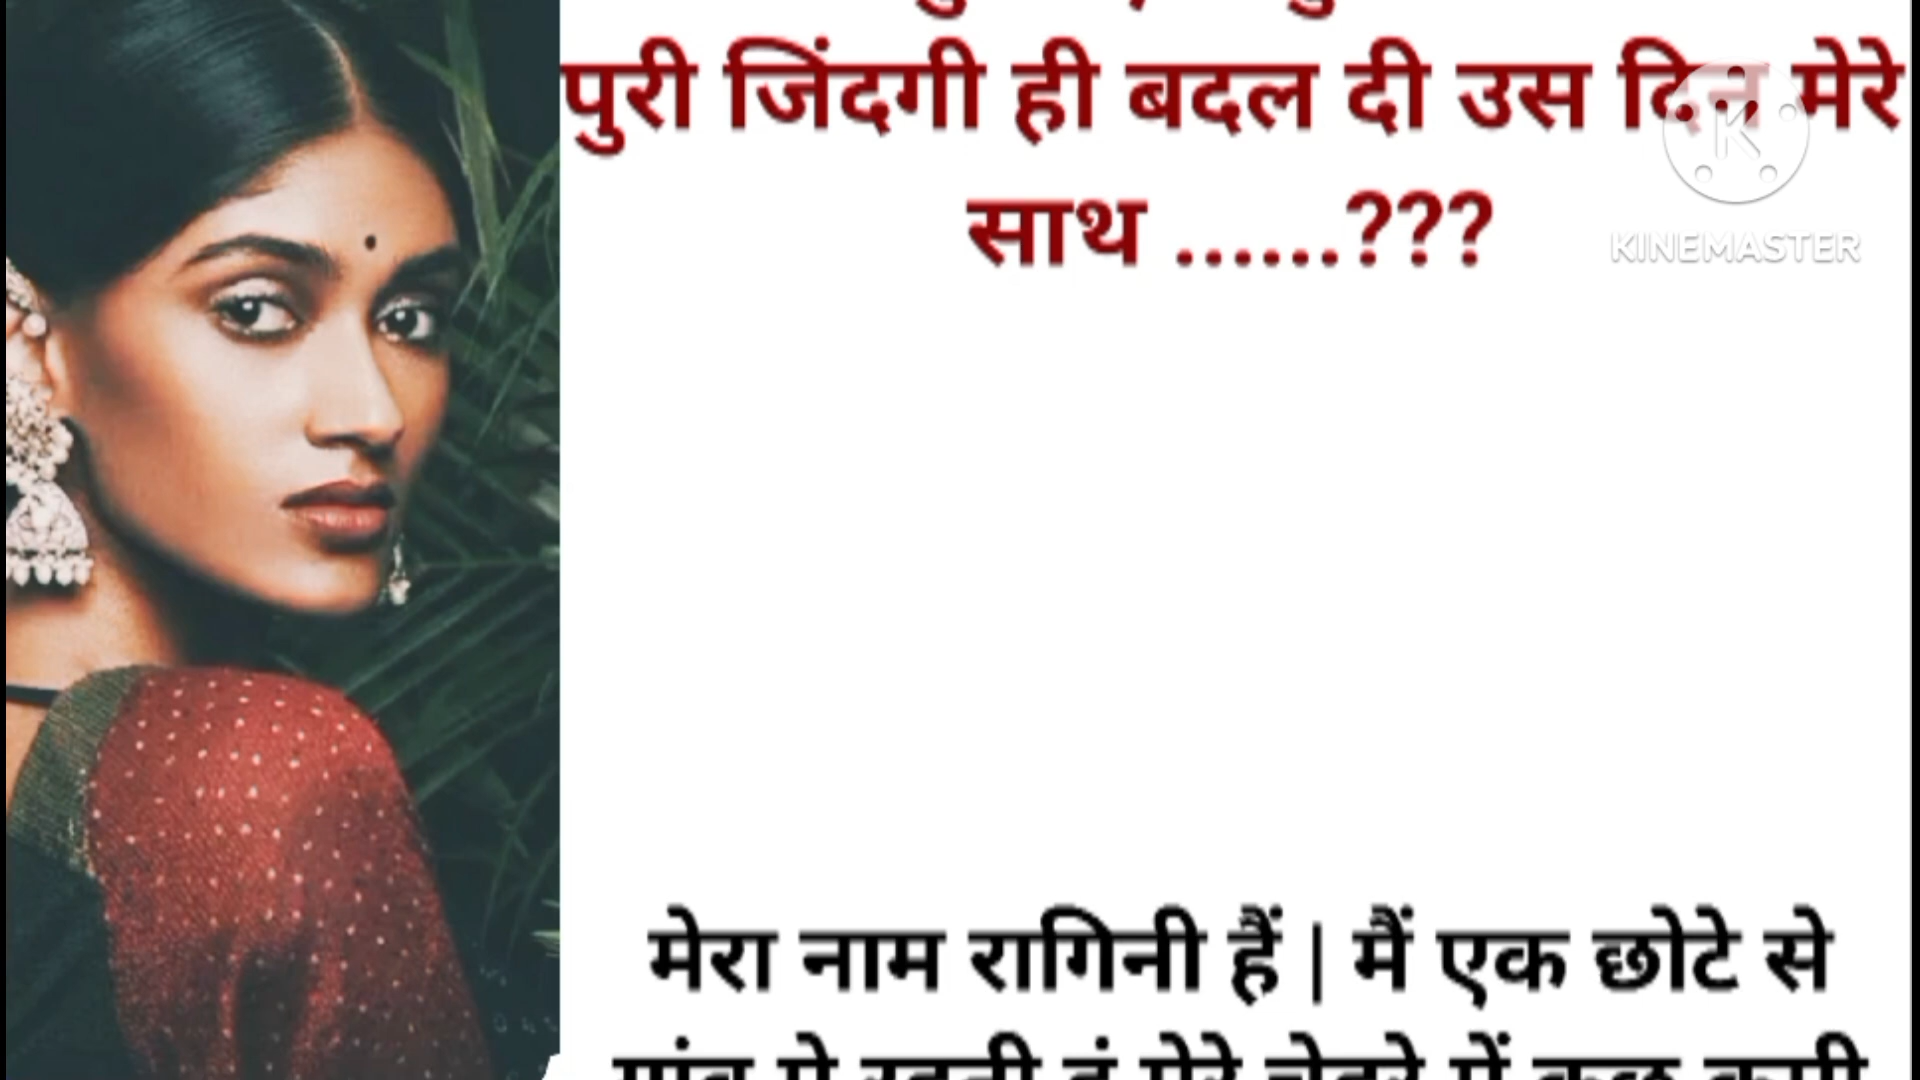 पुरी जिंदगी ही बदल दी उस दिन मेरे
साथ ......???
KINEMASTER
मेरा नाम रागिनी हैं | मैं एक छोटे से